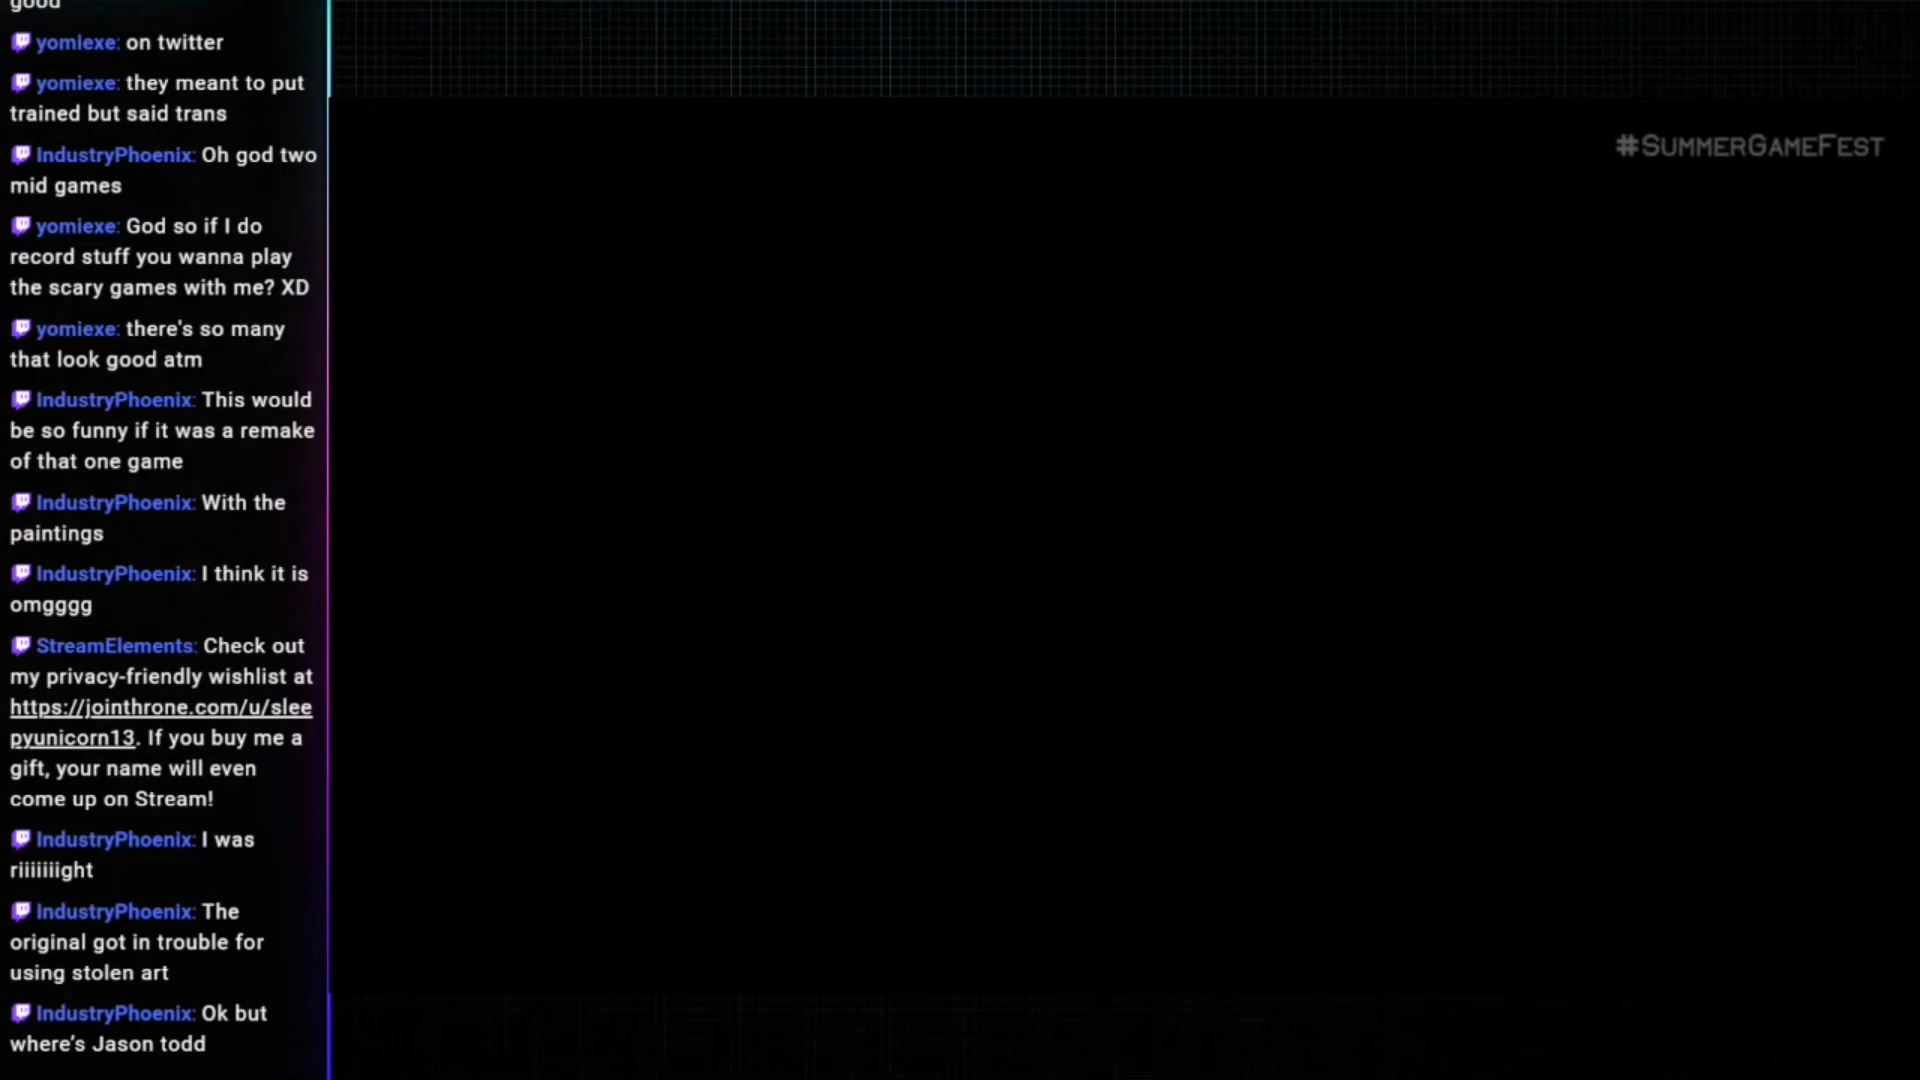 good
yomiexe: on twitter
yomiexe: they meant to put
trained but said trans
IndustryPhoenix: Oh god two
mid games
yomiexe: God so if I do
record stuff you wanna play
the scary games with me? XD
yomiexe: there's so many
that look good atm
IndustryPhoenix: This would
be so funny if it was a remake
of that one game
IndustryPhoenix: With the
paintings
IndustryPhoenix: I think it is
omgggg
StreamElements: Check out
my privacy-friendly wishlist at
https://jointhrone.com/u/slee
pyunicorn13. If you buy me a
gift, your name will even
come up on Stream!
IndustryPhoenix: I was
riiiiiiight
IndustryPhoenix: The
original got in trouble for
using stolen art
IndustryPhoenix: Ok but
where's Jason todd
#SummerGameFest